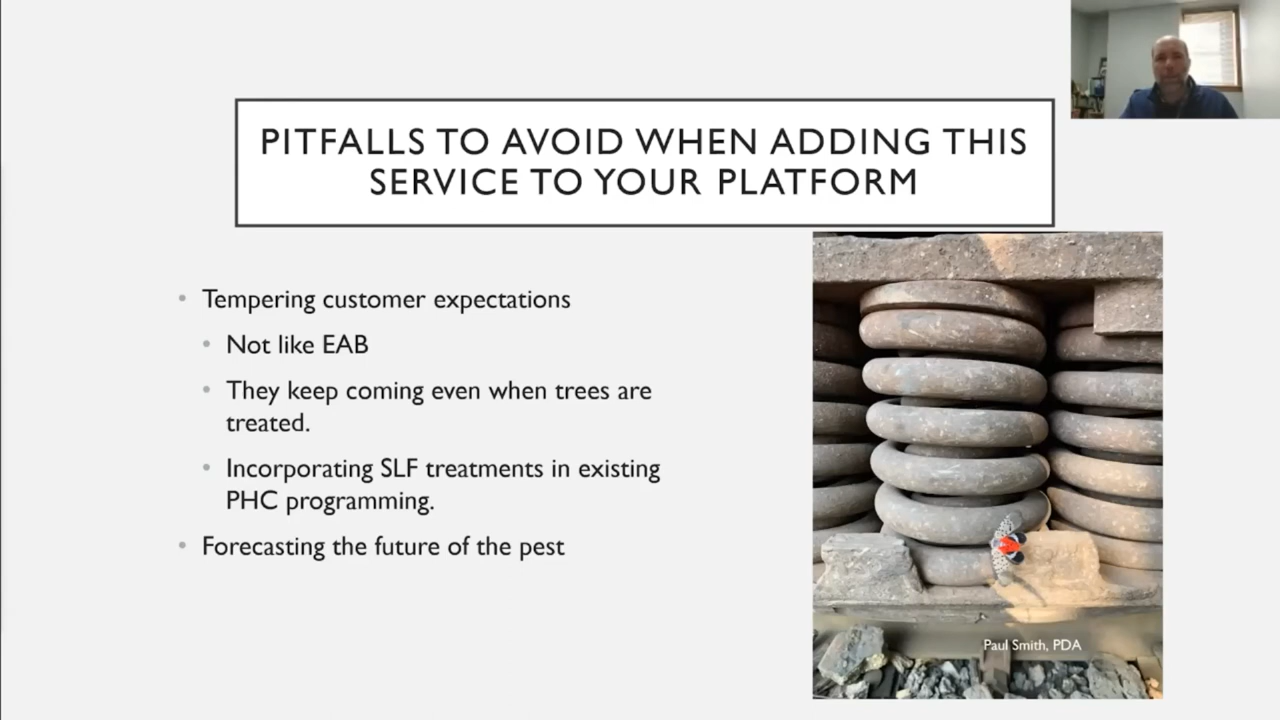 PITFALLS TO AVOID WHEN ADDING THIS
SERVICE TO YOUR PLATFORM
• Tempering customer expectations
• Not like EAB
• They keep coming even when trees are
treated.
• Incorporating SLF treatments in existing
PHC programming.
• Forecasting the future of the pest
Paul Smith, PDA